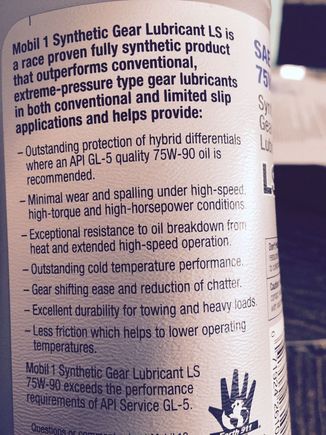 Mobil 1 Synthetic Gear Lubricant LS is
a race proven fully synthetic product
that outperforms conventional,
extreme-pressure type gear lubricants
in both conventional and limited slip
applications and helps provide:
– Outstanding protection of hybrid differentials
where an API GL-5 quality 75W-90 oil is
recommended.
– Minimal wear and spalling under high-speed,
high-torque and high-horsepower conditions.
– Exceptional resistance to oil breakdown from
heat and extended high-speed operation.
– Outstanding cold temperature performance.
– Gear shifting ease and reduction of chatter.
– Excellent durability for towing and heavy loads.
– Less friction which helps to lower operating
temperatures.
Mobil 1 Synthetic Gear Lubricant LS
75W-90 exceeds the performance
requirements of API Service GL-5.
Questions or comments
Earth 911
SAE
75W
LS